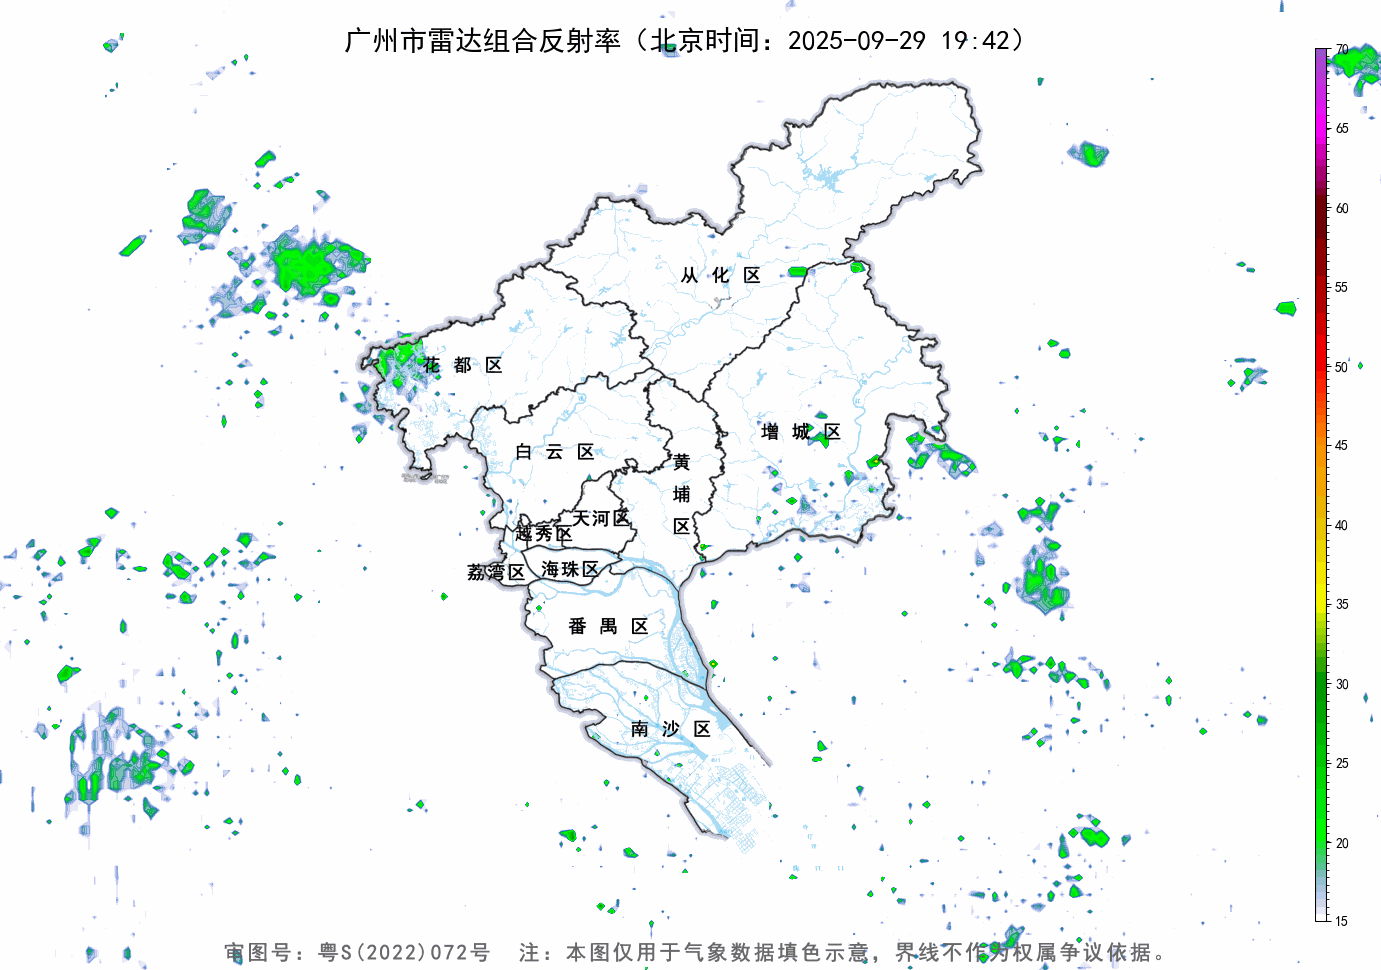 广州市雷达组合反射率（北京时间：2025-09-29 19:42）
70
65
60
55
50
45
40
35
30
25
20
15
从化区
花都区
增城区
白云区
黄埔区
天河区
越秀区
荔湾区
海珠区
番禺区
南沙区
审图号：粤S(2022)072号 注：本图仅用于气象数据填色示意，界线不作为权属争议依据。